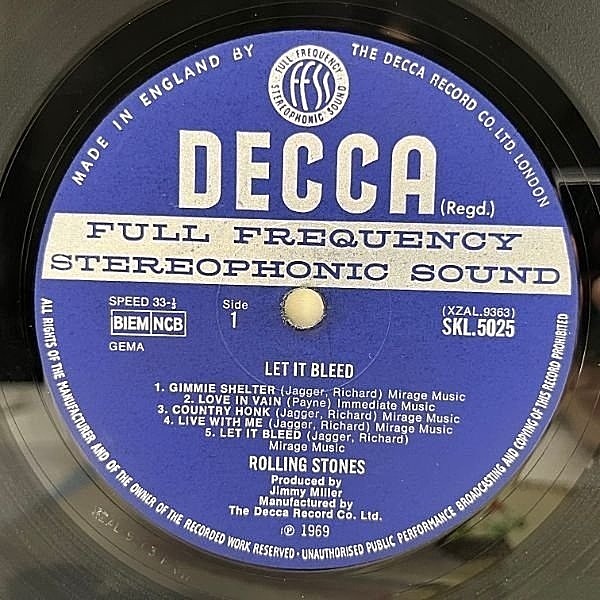 MADE IN ENGLAND BY THE DECCA RECORD CO. LTD. LONDON
FULL FREQUENCY
FFSS
STEREOPHONIC SOUND
DECCA (Regd.)
FULL FREQUENCY
STEREOPHONIC SOUND
SPEED 33-⅓ Side (XZAL.9363)
BIEM NCB 1 SKL.5025
GEMA
LET IT BLEED
1. GIMMIE SHELTER (Jagger, Richard) Mirage Music
2. LOVE IN VAIN (Payne) Immediate Music
3. COUNTRY HONK (Jagger, Richard) Mirage Music
4. LIVE WITH ME (Jagger, Richard) Mirage Music
5. LET IT BLEED (Jagger, Richard)
Mirage Music
ROLLING STONES
Produced by
Jimmy Miller
Manufactured by
The Decca Record Co. Ltd.
℗ 1969
ALL RIGHTS OF THE MANUFACTURER AND OF THE OWNER OF THE RECORDED WORK RESERVED · UNAUTHORISED PUBLIC PERFORMANCE BROADCASTING AND COPYING OF THIS RECORD PROHIBITED